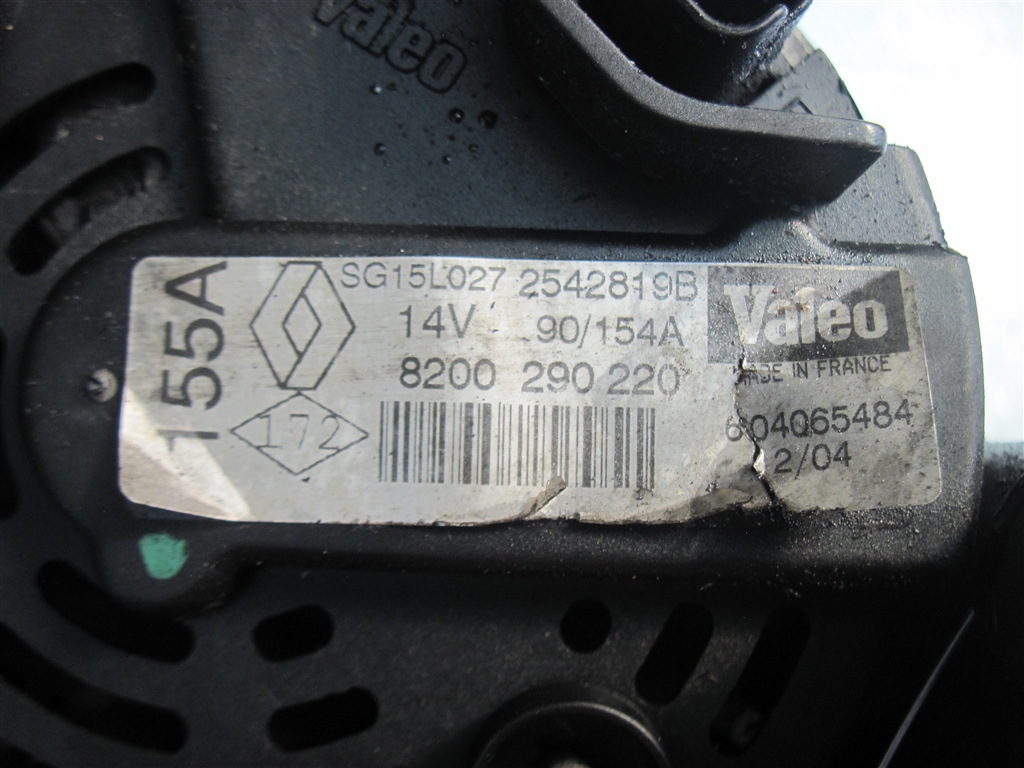 Valeo
155A
SG15L027 2542819B
14V 90/154A
8200 290 220
172
Valeo
MADE IN FRANCE
604065484
2/04